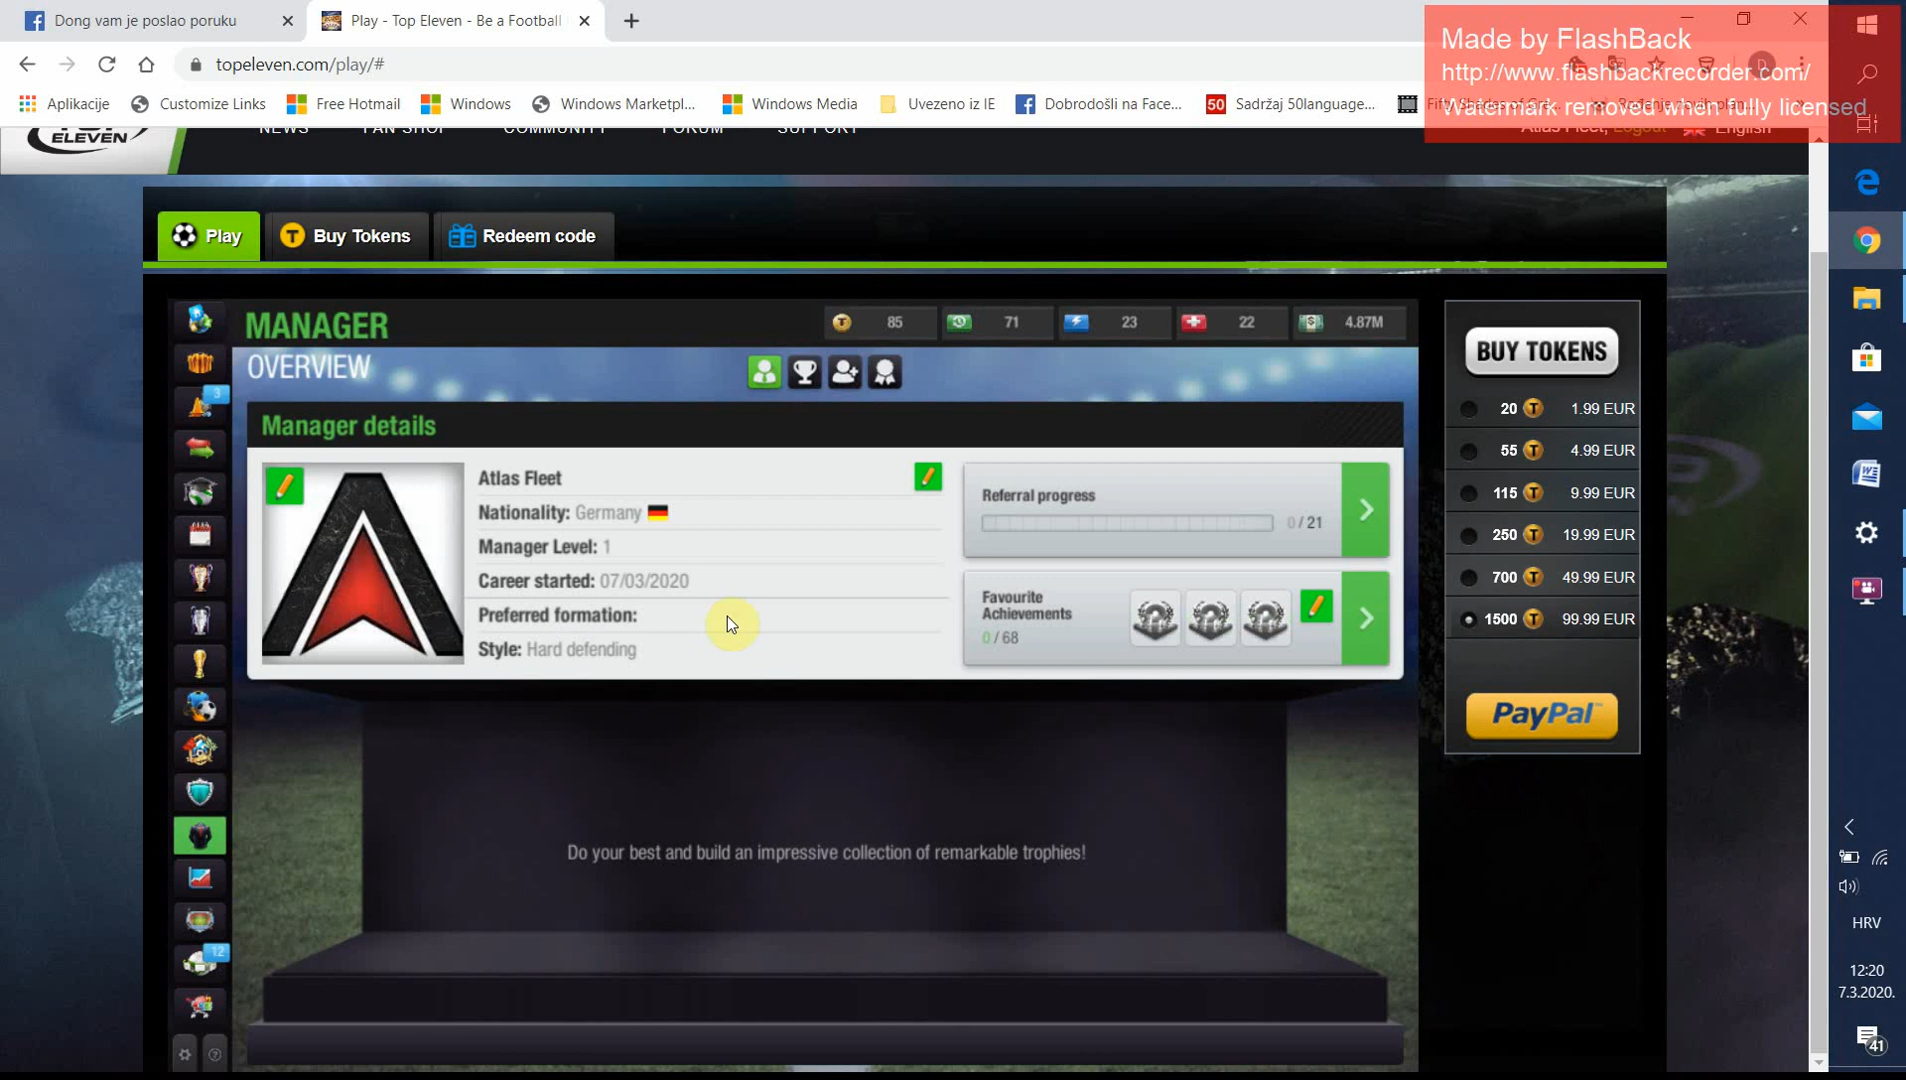 Dong vam je poslao poruku
Play - Top Eleven - Be a Football
topeleven.com/play/#
Aplikacije
Customize Links
Free Hotmail
Windows
Windows Marketpl...
Windows Media
Uvezeno iz IE
Dobrodošli na Face...
50
Sadržaj 50language...
Made by FlashBack
http://www.flashbackrecorder.com/
Watermark removed when fully licensed
ELEVEN
NEWS
FAN SHOP
COMMUNITY
FORUM
SUPPORT
Atlas Fleet, Logout
English
Play
T
Buy Tokens
Redeem code
MANAGER
T 85
71
23
22
4.87M
OVERVIEW
3
Manager details
Atlas Fleet
Nationality: Germany
Manager Level: 1
Career started: 07/03/2020
Preferred formation:
Style: Hard defending
Referral progress
0 / 21
Favourite
Achievements
0 / 68
Do your best and build an impressive collection of remarkable trophies!
12
BUY TOKENS
20 T 1.99 EUR
55 T 4.99 EUR
115 T 9.99 EUR
250 T 19.99 EUR
700 T 49.99 EUR
1500 T 99.99 EUR
PayPal™
HRV
12:20
7.3.2020.
41